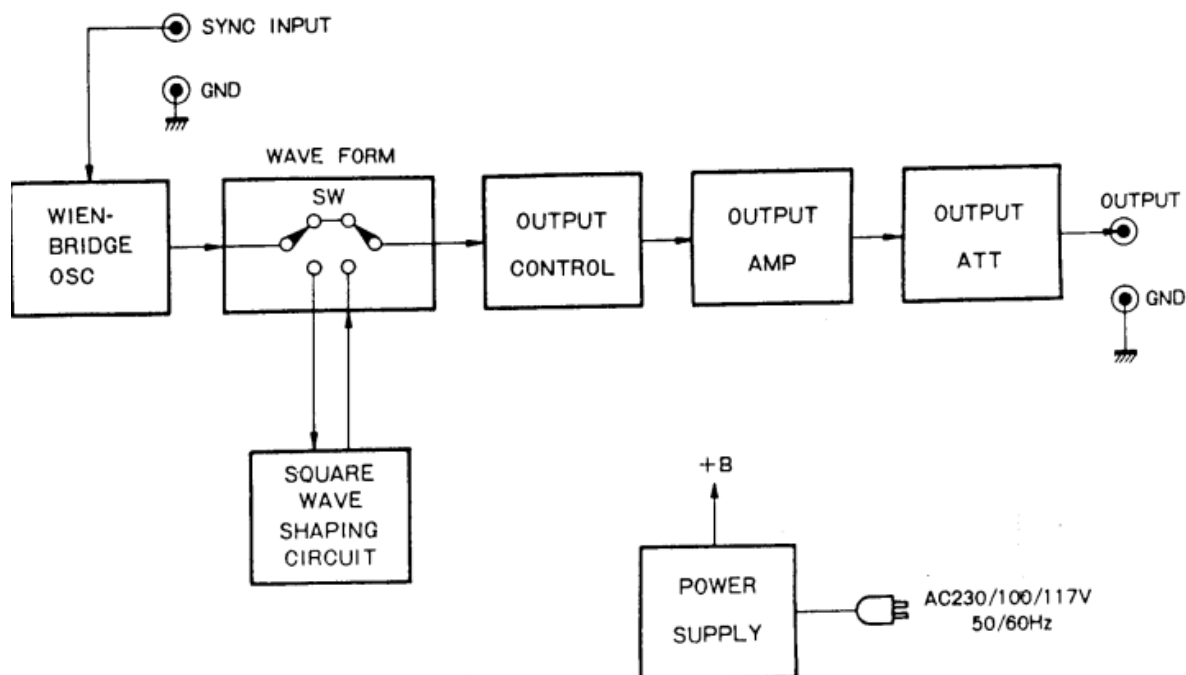 SYNC INPUT
GND
WAVE FORM
SW
WIEN-
BRIDGE
OSC
OUTPUT
CONTROL
OUTPUT
AMP
OUTPUT
ATT
OUTPUT
GND
SQUARE
WAVE
SHAPING
CIRCUIT
+B
POWER
SUPPLY
AC230/100/117V
50/60Hz